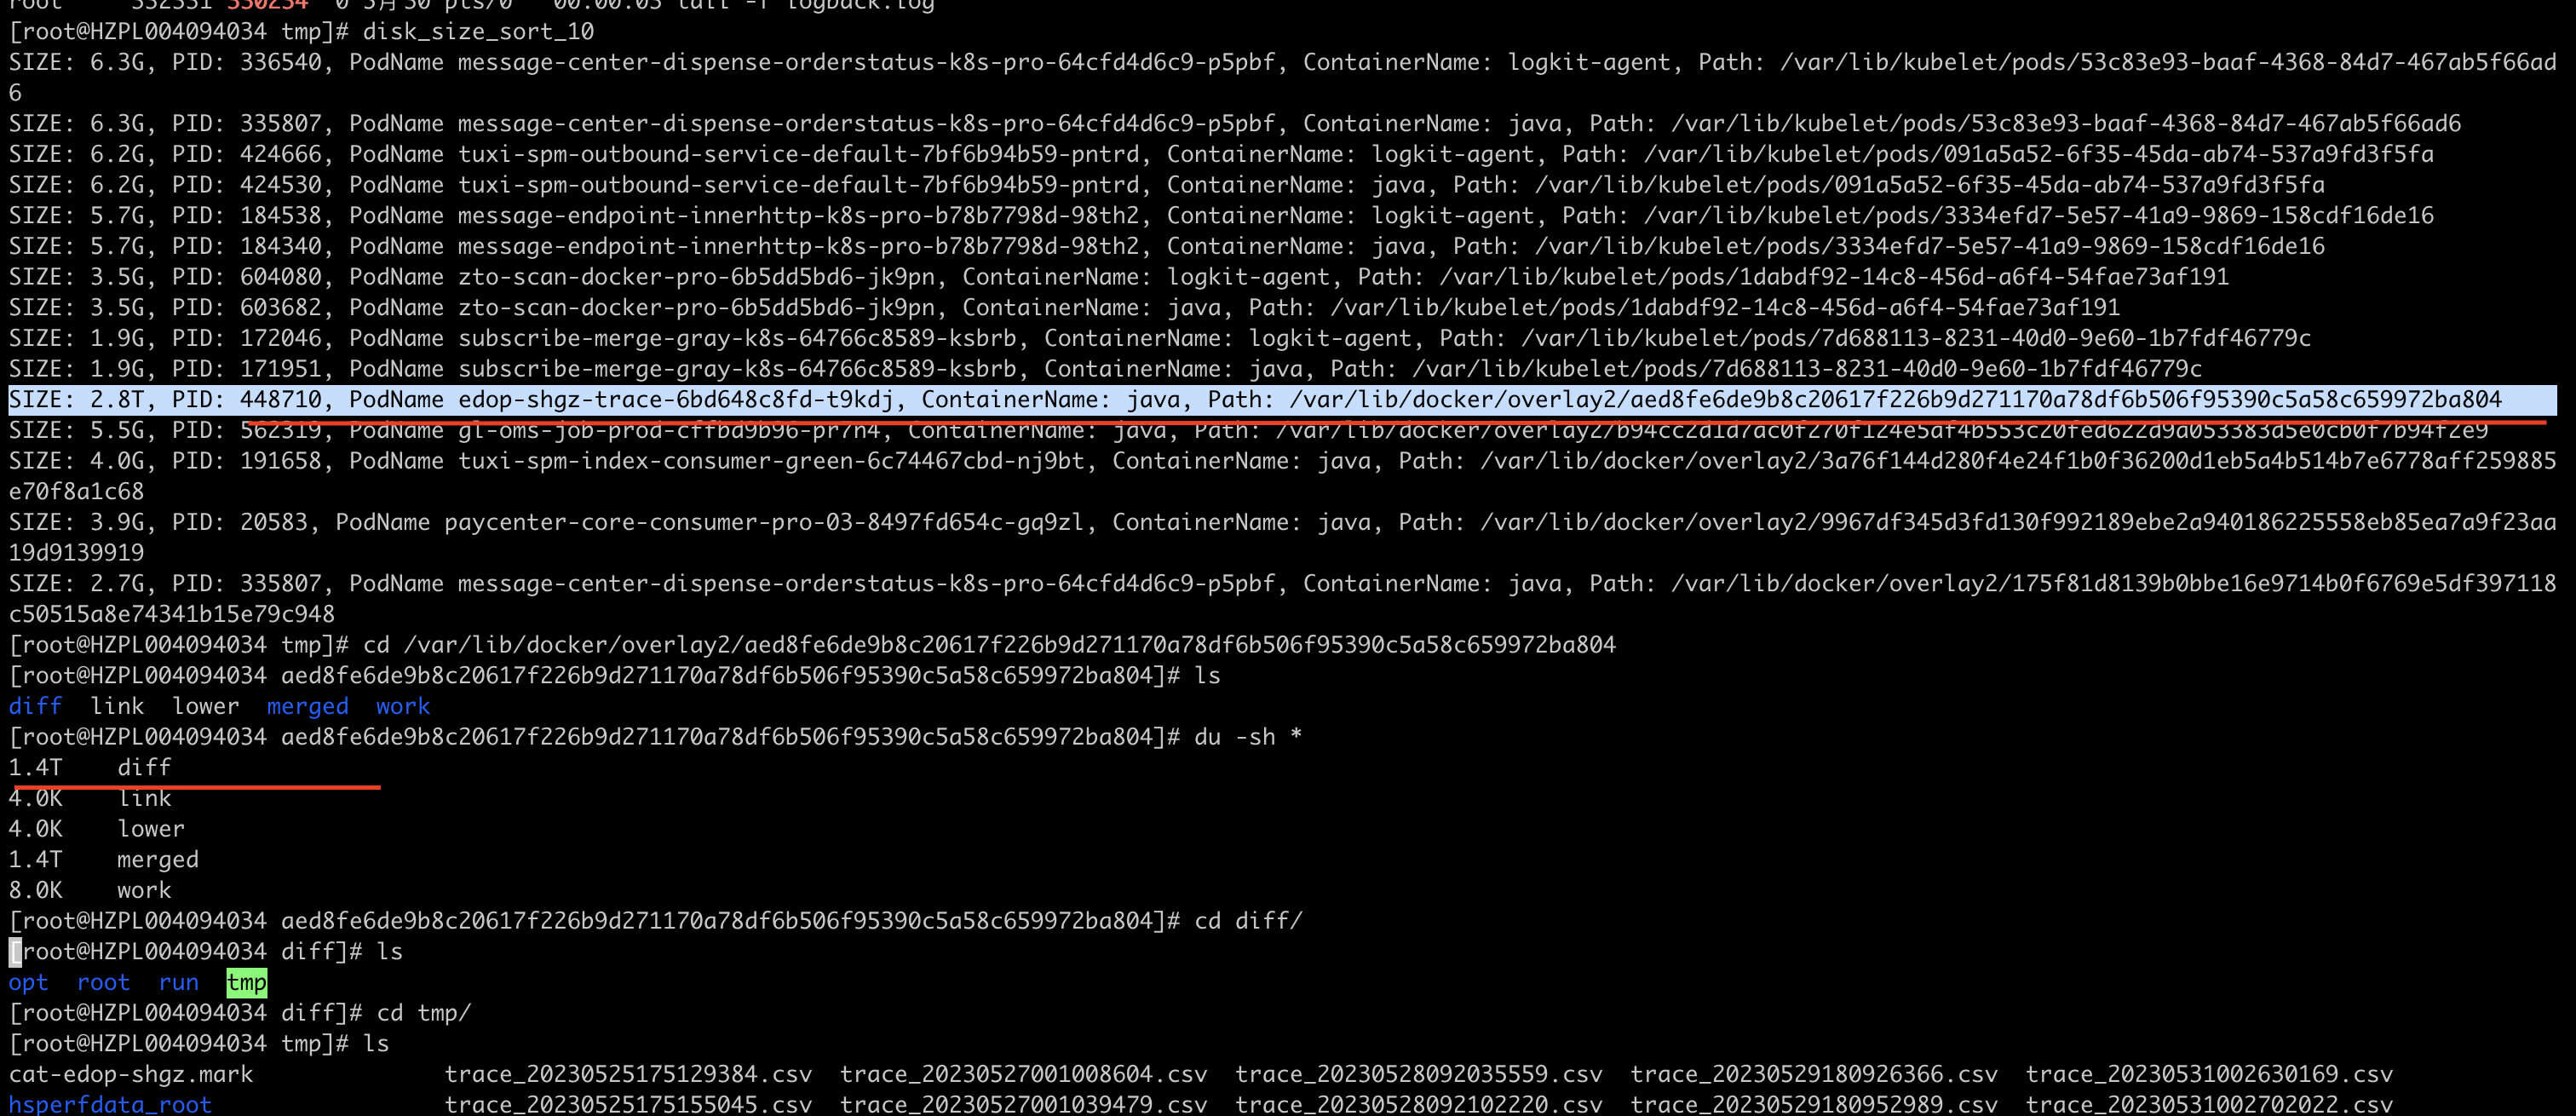 root     332331 330234  0 5月30 pts/0   00:00:03 tail -f logback.log
[root@HZPL004094034 tmp]# disk_size_sort_10
SIZE: 6.3G, PID: 336540, PodName message-center-dispense-orderstatus-k8s-pro-64cfd4d6c9-p5pbf, ContainerName: logkit-agent, Path: /var/lib/kubelet/pods/53c83e93-baaf-4368-84d7-467ab5f66ad
6
SIZE: 6.3G, PID: 335807, PodName message-center-dispense-orderstatus-k8s-pro-64cfd4d6c9-p5pbf, ContainerName: java, Path: /var/lib/kubelet/pods/53c83e93-baaf-4368-84d7-467ab5f66ad6
SIZE: 6.2G, PID: 424666, PodName tuxi-spm-outbound-service-default-7bf6b94b59-pntrd, ContainerName: logkit-agent, Path: /var/lib/kubelet/pods/091a5a52-6f35-45da-ab74-537a9fd3f5fa
SIZE: 6.2G, PID: 424530, PodName tuxi-spm-outbound-service-default-7bf6b94b59-pntrd, ContainerName: java, Path: /var/lib/kubelet/pods/091a5a52-6f35-45da-ab74-537a9fd3f5fa
SIZE: 5.7G, PID: 184538, PodName message-endpoint-innerhttp-k8s-pro-b78b7798d-98th2, ContainerName: logkit-agent, Path: /var/lib/kubelet/pods/3334efd7-5e57-41a9-9869-158cdf16de16
SIZE: 5.7G, PID: 184340, PodName message-endpoint-innerhttp-k8s-pro-b78b7798d-98th2, ContainerName: java, Path: /var/lib/kubelet/pods/3334efd7-5e57-41a9-9869-158cdf16de16
SIZE: 3.5G, PID: 604080, PodName zto-scan-docker-pro-6b5dd5bd6-jk9pn, ContainerName: logkit-agent, Path: /var/lib/kubelet/pods/1dabdf92-14c8-456d-a6f4-54fae73af191
SIZE: 3.5G, PID: 603682, PodName zto-scan-docker-pro-6b5dd5bd6-jk9pn, ContainerName: java, Path: /var/lib/kubelet/pods/1dabdf92-14c8-456d-a6f4-54fae73af191
SIZE: 1.9G, PID: 172046, PodName subscribe-merge-gray-k8s-64766c8589-ksbrb, ContainerName: logkit-agent, Path: /var/lib/kubelet/pods/7d688113-8231-40d0-9e60-1b7fdf46779c
SIZE: 1.9G, PID: 171951, PodName subscribe-merge-gray-k8s-64766c8589-ksbrb, ContainerName: java, Path: /var/lib/kubelet/pods/7d688113-8231-40d0-9e60-1b7fdf46779c
SIZE: 2.8T, PID: 448710, PodName edop-shgz-trace-6bd648c8fd-t9kdj, ContainerName: java, Path: /var/lib/docker/overlay2/aed8fe6de9b8c20617f226b9d271170a78df6b506f95390c5a58c659972ba804
SIZE: 5.5G, PID: 562319, PodName gl-oms-job-prod-cffbd9b96-pr7n4, ContainerName: java, Path: /var/lib/docker/overlay2/b94cc2d1d7ac0f270f124e5af4b553c20fed622d9a053383d5e0cb0f7b94f2e9
SIZE: 4.0G, PID: 191658, PodName tuxi-spm-index-consumer-green-6c74467cbd-nj9bt, ContainerName: java, Path: /var/lib/docker/overlay2/3a76f144d280f4e24f1b0f36200d1eb5a4b514b7e6778aff259885
e70f8a1c68
SIZE: 3.9G, PID: 20583, PodName paycenter-core-consumer-pro-03-8497fd654c-gq9zl, ContainerName: java, Path: /var/lib/docker/overlay2/9967df345d3fd130f992189ebe2a940186225558eb85ea7a9f23aa
19d9139919
SIZE: 2.7G, PID: 335807, PodName message-center-dispense-orderstatus-k8s-pro-64cfd4d6c9-p5pbf, ContainerName: java, Path: /var/lib/docker/overlay2/175f81d8139b0bbe16e9714b0f6769e5df397118
c50515a8e74341b15e79c948
[root@HZPL004094034 tmp]# cd /var/lib/docker/overlay2/aed8fe6de9b8c20617f226b9d271170a78df6b506f95390c5a58c659972ba804
[root@HZPL004094034 aed8fe6de9b8c20617f226b9d271170a78df6b506f95390c5a58c659972ba804]# ls
diff  link  lower  merged  work
[root@HZPL004094034 aed8fe6de9b8c20617f226b9d271170a78df6b506f95390c5a58c659972ba804]# du -sh *
1.4T    diff
4.0K    link
4.0K    lower
1.4T    merged
8.0K    work
[root@HZPL004094034 aed8fe6de9b8c20617f226b9d271170a78df6b506f95390c5a58c659972ba804]# cd diff/
[root@HZPL004094034 diff]# ls
opt  root  run  tmp
[root@HZPL004094034 diff]# cd tmp/
[root@HZPL004094034 tmp]# ls
cat-edop-shgz.mark              trace_20230525175129384.csv  trace_20230527001008604.csv  trace_20230528092035559.csv  trace_20230529180926366.csv  trace_20230531002630169.csv
hsperfdata_root                 trace_20230525175155045.csv  trace_20230527001039479.csv  trace_20230528092102220.csv  trace_20230529180952989.csv  trace_20230531002702022.csv